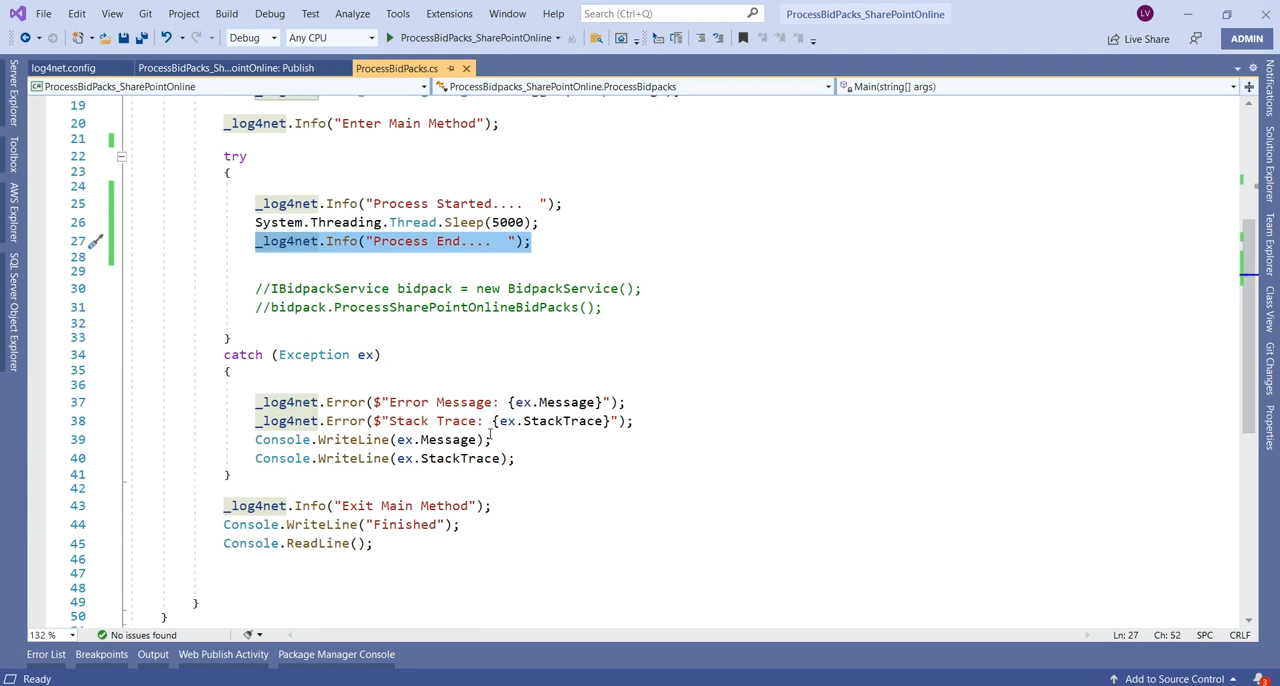 File Edit View Git Project Build Debug Test Analyze Tools Extensions Window Help Search (Ctrl+Q) ProcessBidPacks_SharePointOnline LV
Debug Any CPU ProcessBidPacks_SharePointOnline Live Share ADMIN
log4net.config ProcessBidPacks_Sh...ointOnline: Publish ProcessBidPacks.cs
ProcessBidPacks_SharePointOnline ProcessBidpacks_SharePointOnline.ProcessBidpacks Main(string[] args)
19
20 _log4net.Info("Enter Main Method");
21
22 try
23 {
24
25 _log4net.Info("Process Started.... ");
26 System.Threading.Thread.Sleep(5000);
27 _log4net.Info("Process End.... ");
28
29
30 //IBidpackService bidpack = new BidpackService();
31 //bidpack.ProcessSharePointOnlineBidPacks();
32
33 }
34 catch (Exception ex)
35 {
36
37 _log4net.Error($"Error Message: {ex.Message}");
38 _log4net.Error($"Stack Trace: {ex.StackTrace}");
39 Console.WriteLine(ex.Message);
40 Console.WriteLine(ex.StackTrace);
41 }
42
43 _log4net.Info("Exit Main Method");
44 Console.WriteLine("Finished");
45 Console.ReadLine();
46
47
48
49 }
50 }
Server Explorer
Toolbox
AWS Explorer
SQL Server Object Explorer
Notifications
Solution Explorer
Team Explorer
Class View
Git Changes
Properties
132 % No issues found Ln: 27 Ch: 52 SPC CRLF
Error List Breakpoints Output Web Publish Activity Package Manager Console
Ready Add to Source Control 3